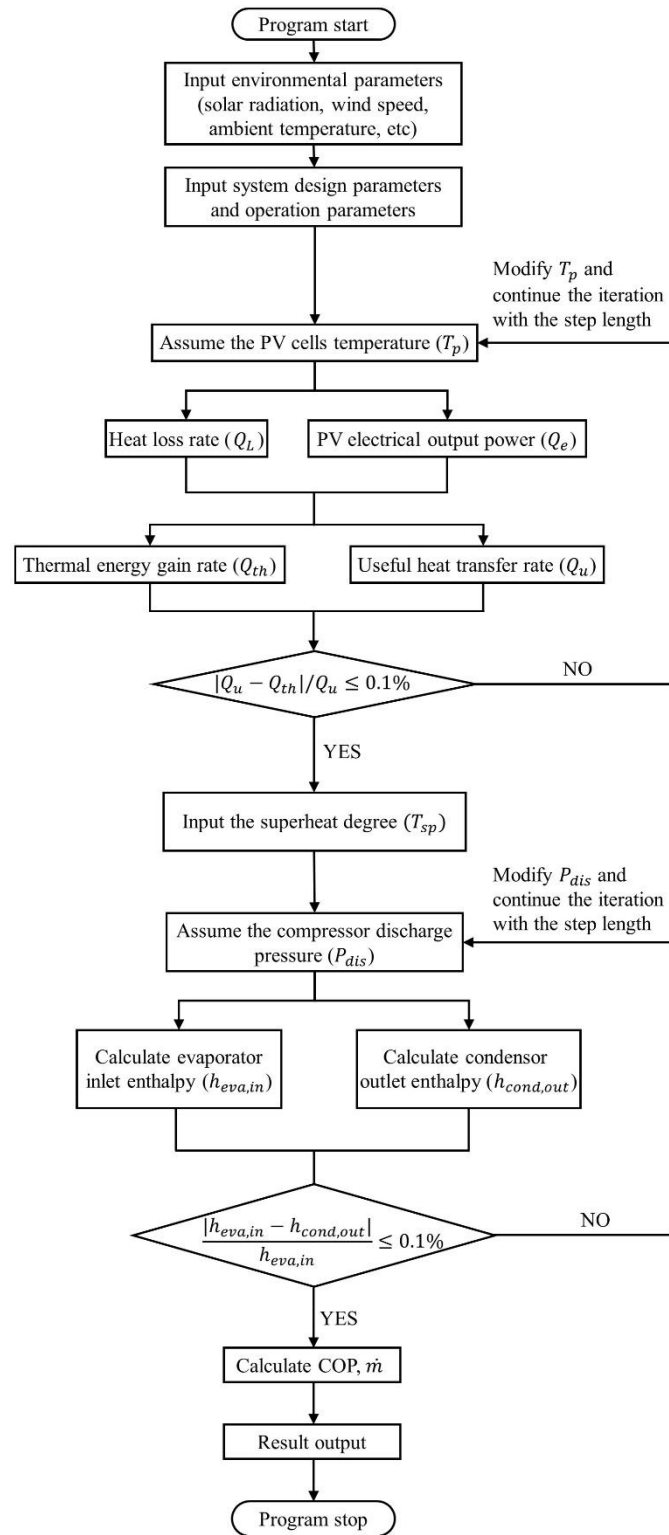 Program start
Input environmental parameters
(solar radiation, wind speed,
ambient temperature, etc)
Input system design parameters
and operation parameters
Modify T_p and
continue the iteration
with the step length
Assume the PV cells temperature (T_p)
Heat loss rate (Q_L)
PV electrical output power (Q_e)
Thermal energy gain rate (Q_th)
Useful heat transfer rate (Q_u)
|Q_u − Q_th|/Q_u ≤ 0.1%
NO
YES
Input the superheat degree (T_sp)
Modify P_dis and
continue the iteration
with the step length
Assume the compressor discharge
pressure (P_dis)
Calculate evaporator
inlet enthalpy (h_eva,in)
Calculate condensor
outlet enthalpy (h_cond,out)
|h_eva,in − h_cond,out|
h_eva,in
≤ 0.1%
NO
YES
Calculate COP, ṁ
Result output
Program stop